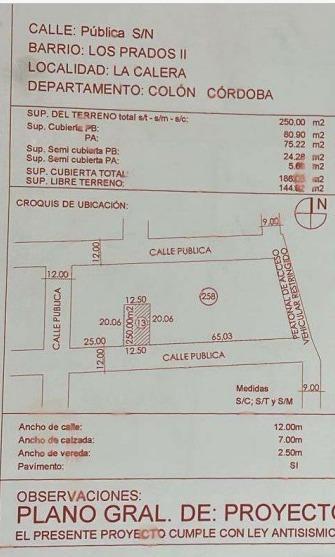 CALLE: Pública S/N
BARRIO: LOS PRADOS II
LOCALIDAD: LA CALERA
DEPARTAMENTO: COLÓN CÓRDOBA
SUP. DEL TERRENO total s/t - s/m - s/c: 250,00 m2
Sup. Cubierta PB: 80.90 m2
PA: 75.22 m2
Sup. Semi cubierta PB: 24.28 m2
Sup. Semi cubierta PA: m2
SUP. CUBIERTA TOTAL: m2
SUP. LIBRE TERRENO: m2
CROQUIS DE UBICACIÓN:
N
9.00
12.00
CALLE PUBLICA
12.00
CALLE PUBLICA
PEATONAL DE ACCESO
VEHICULAR RESTRINGIDO
12.50
258
20.06
250.00m2
13
20.06
25.00
12.50
65,03
12.00
CALLE PUBLICA
Medidas
S/C; S/T y S/M
9.00
Ancho de calle: 12.00m
Ancho de calzada: 7.00m
Ancho de vereda: 2.50m
Pavimento: SI
OBSERVACIONES:
PLANO GRAL. DE: PROYECTO
EL PRESENTE PROYECTO CUMPLE CON LEY ANTISISMIC